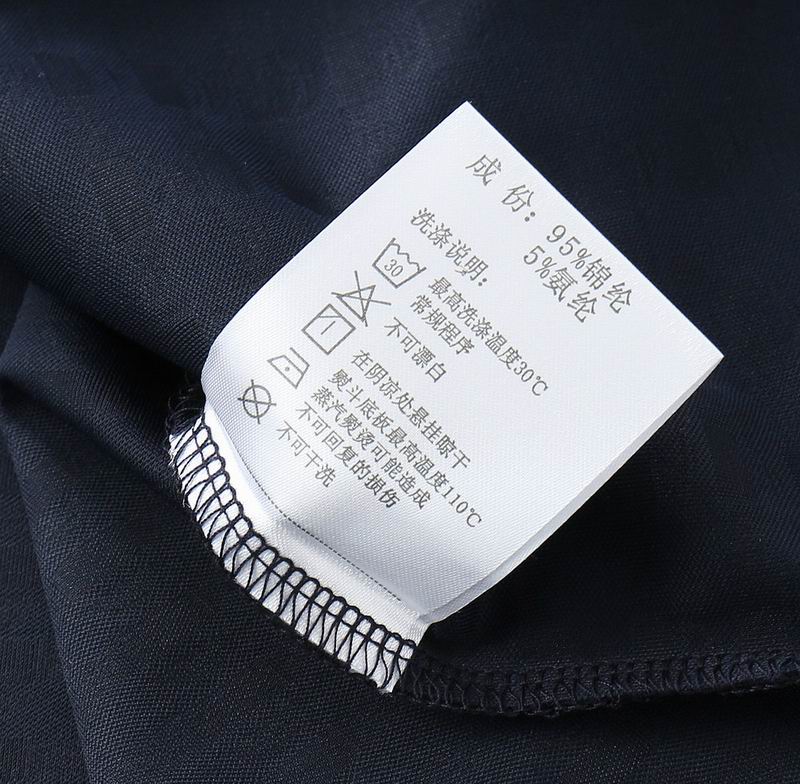 成 份：95%锦纶
5%氨纶
洗涤说明：
30
最高洗涤温度30℃
常规程序
不可漂白
在阴凉处悬挂喷干
熨斗底板最高温度110℃
蒸汽熨烫可能造成
不可回复的损伤
不可干洗